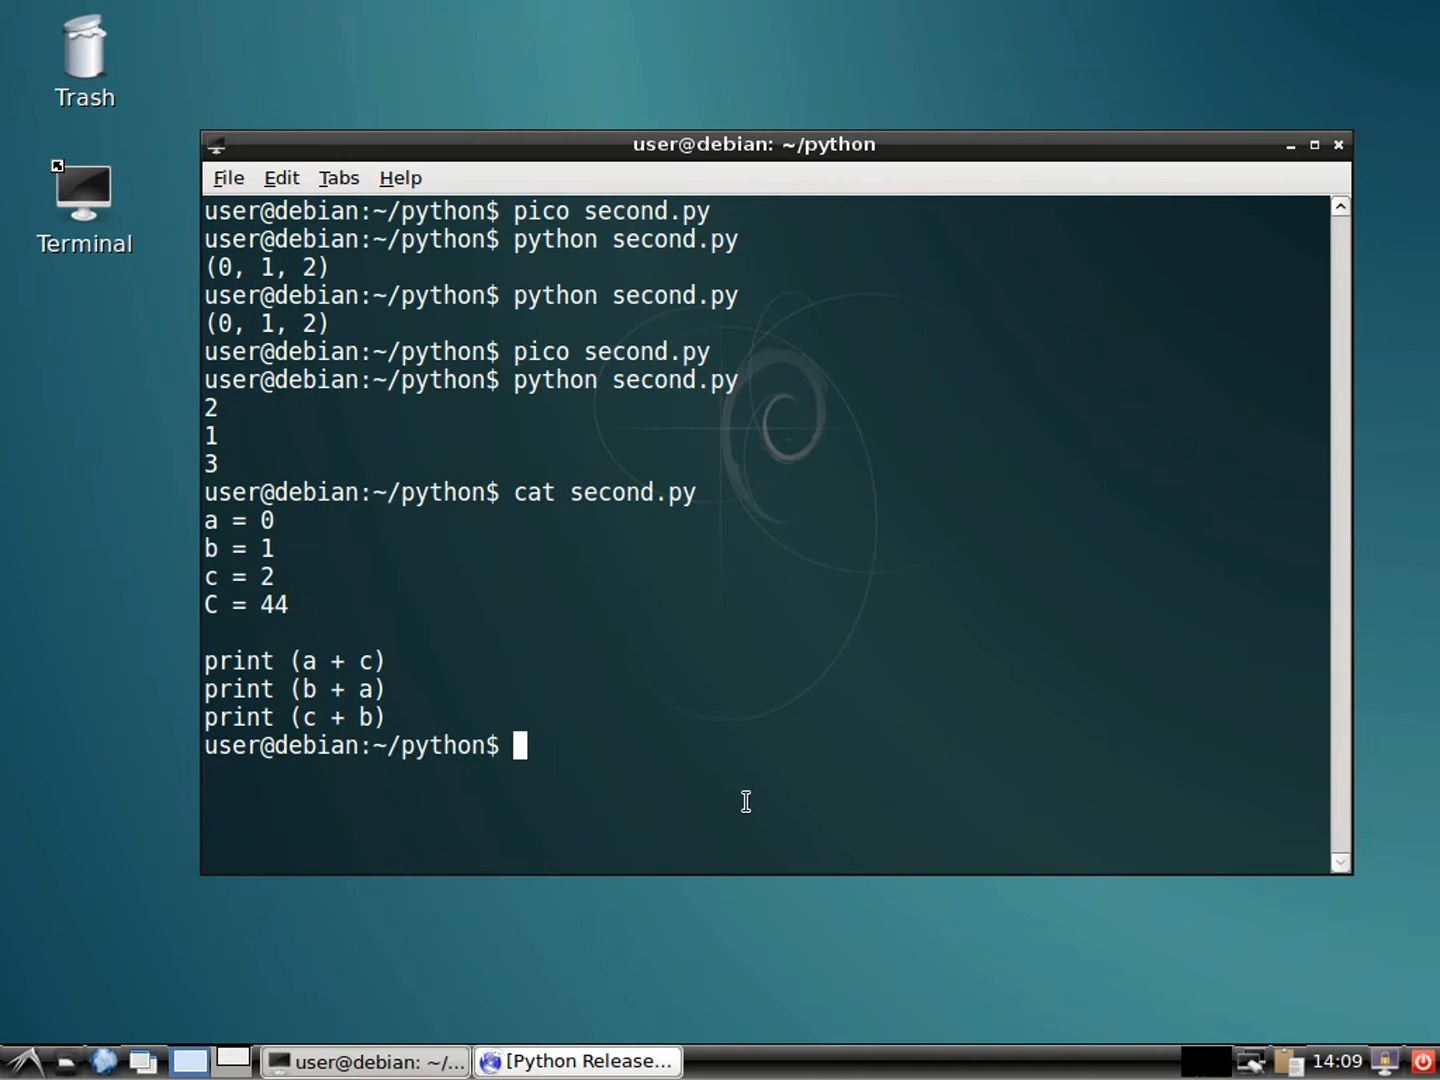 Trash
Terminal
user@debian: ~/python
File Edit Tabs Help
user@debian:~/python$ pico second.py
user@debian:~/python$ python second.py
(0, 1, 2)
user@debian:~/python$ python second.py
(0, 1, 2)
user@debian:~/python$ pico second.py
user@debian:~/python$ python second.py
2
1
3
user@debian:~/python$ cat second.py
a = 0
b = 1
c = 2
C = 44
print (a + c)
print (b + a)
print (c + b)
user@debian:~/python$
user@debian: ~/... [Python Release... 14:09